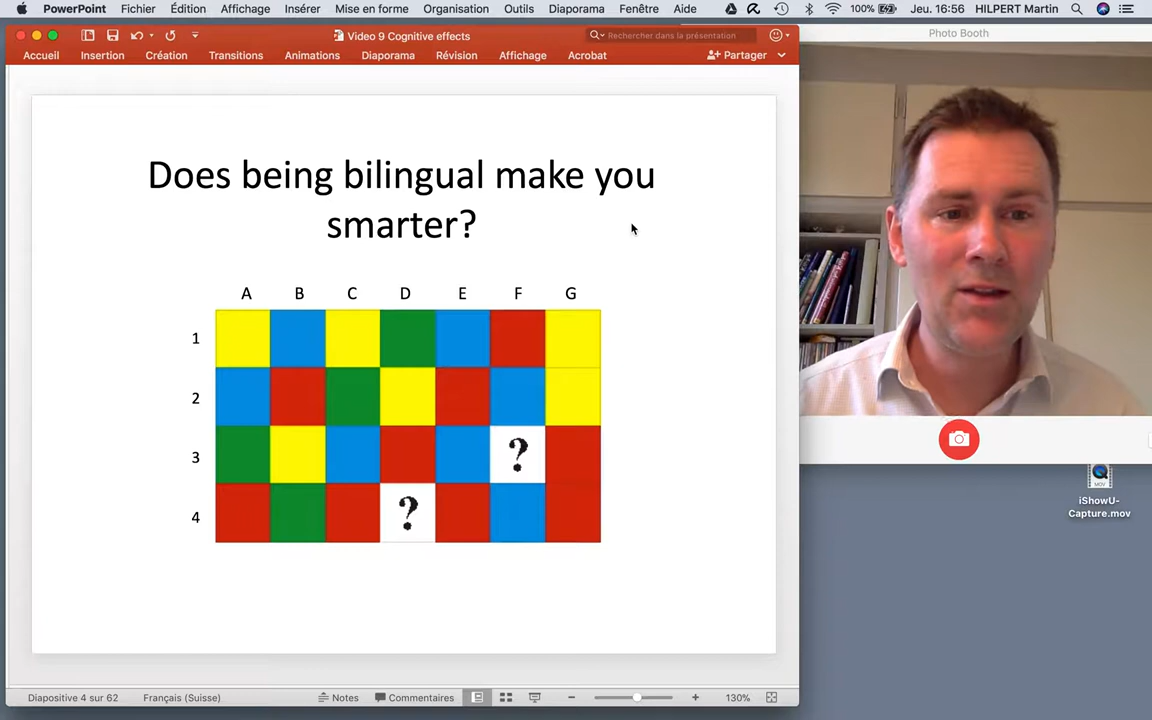 PowerPoint Fichier Édition Affichage Insérer Mise en forme Organisation Outils Diaporama Fenêtre Aide 100% Jeu. 16:56 HILPERT Martin
Video 9 Cognitive effects
Rechercher dans la présentation
Photo Booth
Accueil Insertion Création Transitions Animations Diaporama Révision Affichage Acrobat Partager
Does being bilingual make you
smarter?
A B C D E F G
1
2
3 ?
4 ?
MOV
iShowU-
Capture.mov
Diapositive 4 sur 62 Français (Suisse) Notes Commentaires 130%